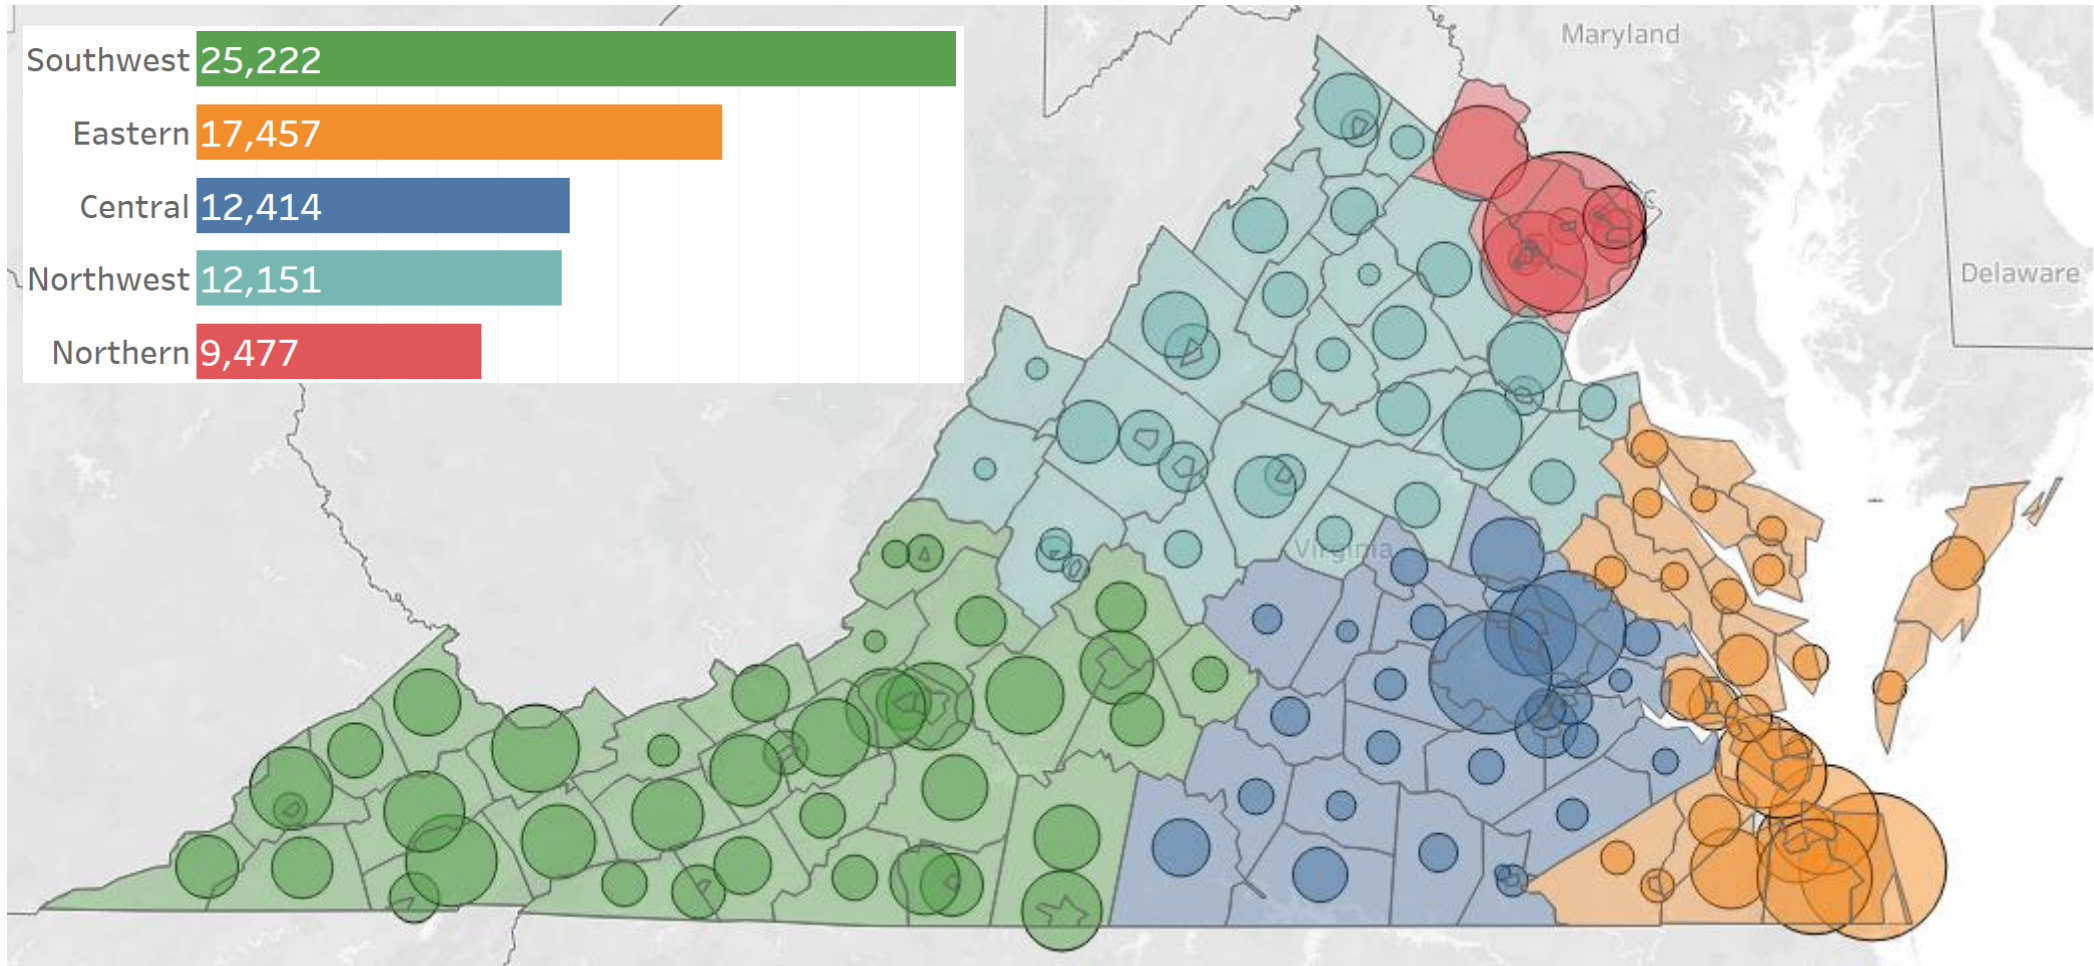 Southwest 25,222
Eastern 17,457
Central 12,414
Northwest 12,151
Northern 9,477
Maryland
Delaware
Virginia